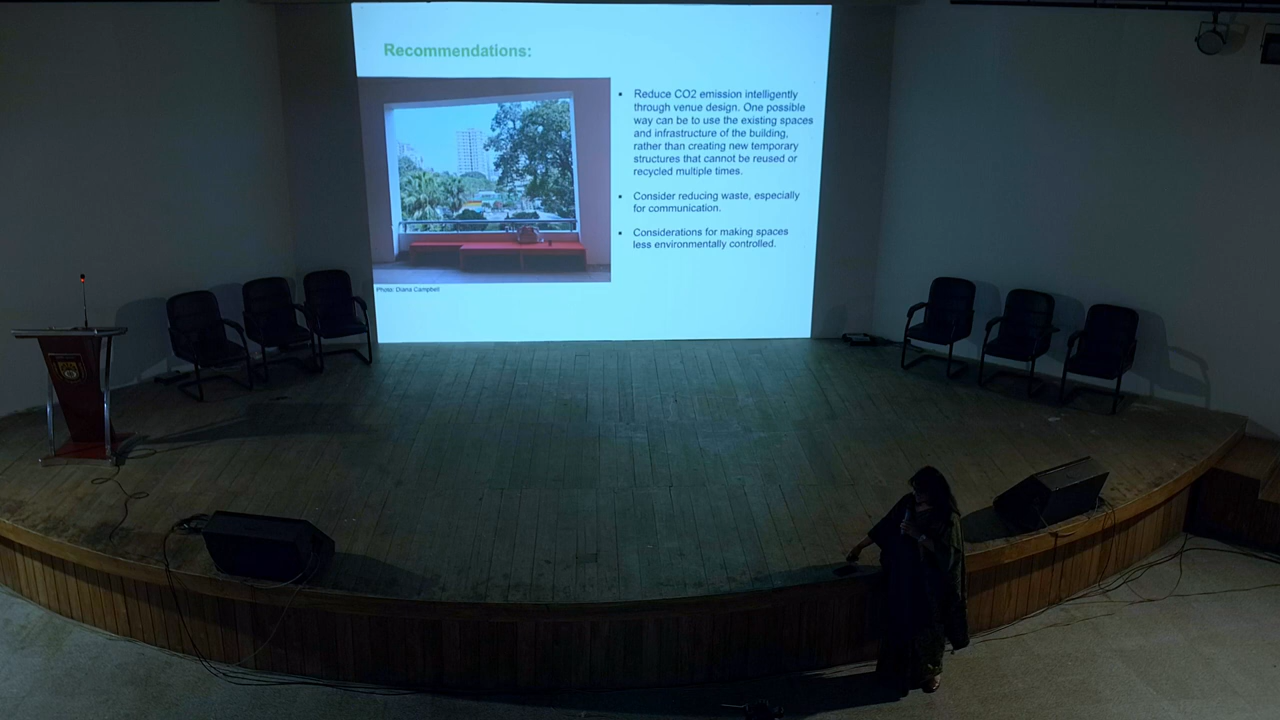 Recommendations:
• Reduce CO2 emission intelligently
through venue design. One possible
way can be to use the existing spaces
and infrastructure of the building,
rather than creating new temporary
structures that cannot be reused or
recycled multiple times.
• Consider reducing waste, especially
for communication.
• Considerations for making spaces
less environmentally controlled.
Photo: Diana Campbell